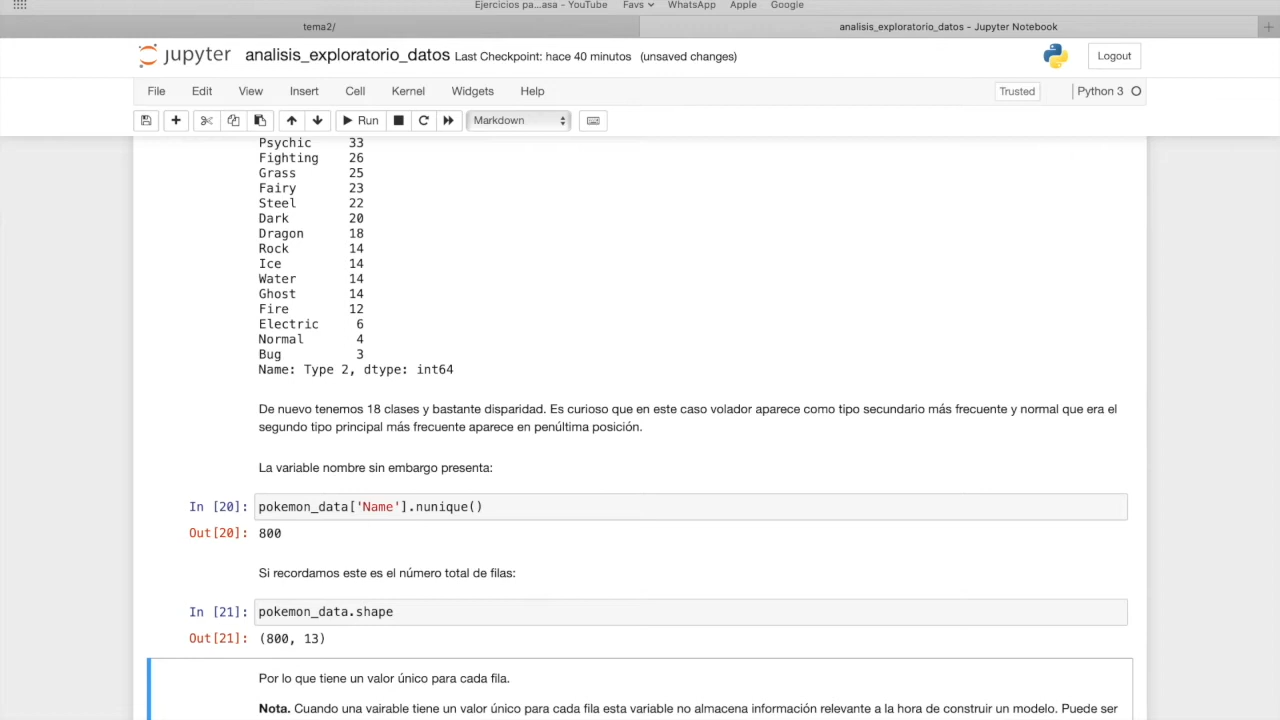 Ejercicios pa...asa - YouTube Favs WhatsApp Apple Google
tema2/ analisis_exploratorio_datos - Jupyter Notebook
jupyter analisis_exploratorio_datos Last Checkpoint: hace 40 minutos (unsaved changes) Logout
File Edit View Insert Cell Kernel Widgets Help Trusted Python 3
Run Markdown
Psychic 33
Fighting 26
Grass 25
Fairy 23
Steel 22
Dark 20
Dragon 18
Rock 14
Ice 14
Water 14
Ghost 14
Fire 12
Electric 6
Normal 4
Bug 3
Name: Type 2, dtype: int64
De nuevo tenemos 18 clases y bastante disparidad. Es curioso que en este caso volador aparece como tipo secundario más frecuente y normal que era el
segundo tipo principal más frecuente aparece en penúltima posición.
La variable nombre sin embargo presenta:
In [20]: pokemon_data['Name'].nunique()
Out[20]: 800
Si recordamos este es el número total de filas:
In [21]: pokemon_data.shape
Out[21]: (800, 13)
Por lo que tiene un valor único para cada fila.
Nota. Cuando una vairable tiene un valor único para cada fila esta variable no almacena información relevante a la hora de construir un modelo. Puede ser